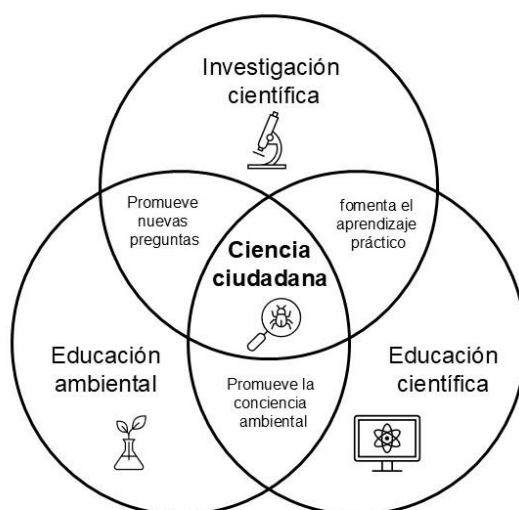 Investigación
científica
Promueve
nuevas
preguntas
fomenta el
aprendizaje
práctico
Ciencia
ciudadana
Educación
ambiental
Educación
científica
Promueve la
conciencia
ambiental